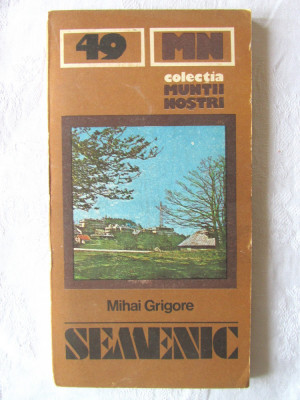 49 MN
colecția
MUNȚII
NOȘTRI
Mihai Grigore
SEMENIC